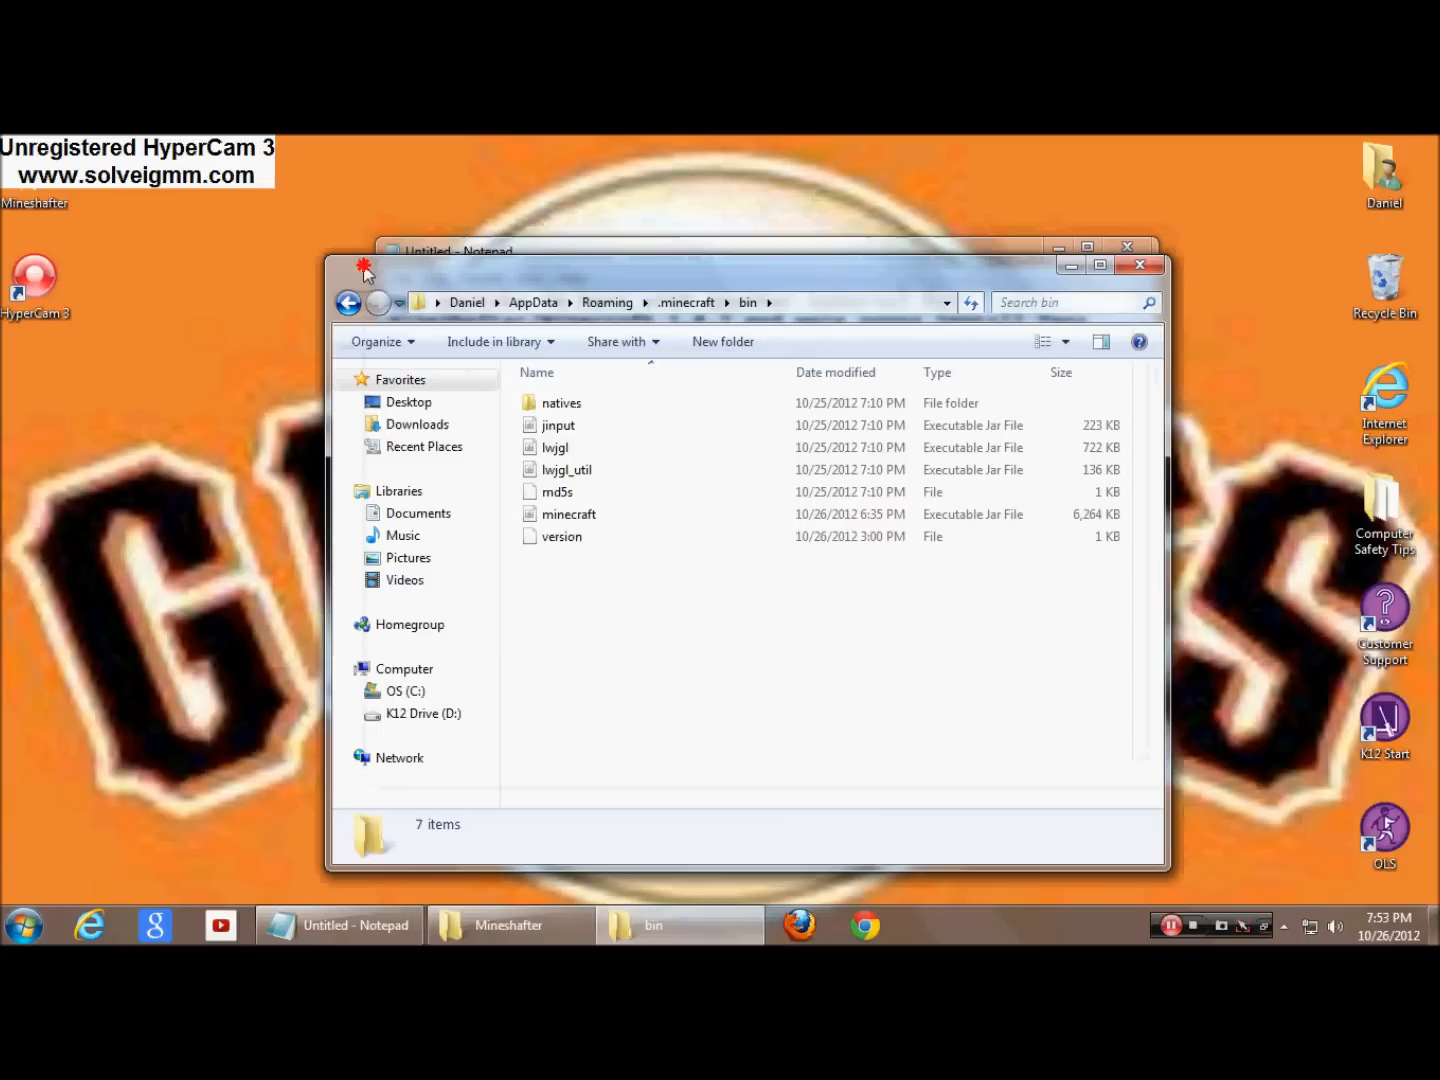 Unregistered HyperCam 3
www.solveigmm.com
Mineshafter
HyperCam 3
Daniel
Recycle Bin
Internet
Explorer
Computer
Safety Tips
Customer
Support
K12 Start
OLS
Untitled - Notepad
Daniel AppData Roaming .minecraft bin
Search bin
Organize Include in library Share with New folder
Name Date modified Type Size
natives 10/25/2012 7:10 PM File folder
jinput 10/25/2012 7:10 PM Executable Jar File 223 KB
lwjgl 10/25/2012 7:10 PM Executable Jar File 722 KB
lwjgl_util 10/25/2012 7:10 PM Executable Jar File 136 KB
md5s 10/25/2012 7:10 PM File 1 KB
minecraft 10/26/2012 6:35 PM Executable Jar File 6,264 KB
version 10/26/2012 3:00 PM File 1 KB
Favorites
Desktop
Downloads
Recent Places
Libraries
Documents
Music
Pictures
Videos
Homegroup
Computer
OS (C:)
K12 Drive (D:)
Network
7 items
Untitled - Notepad Mineshafter bin
7:53 PM
10/26/2012